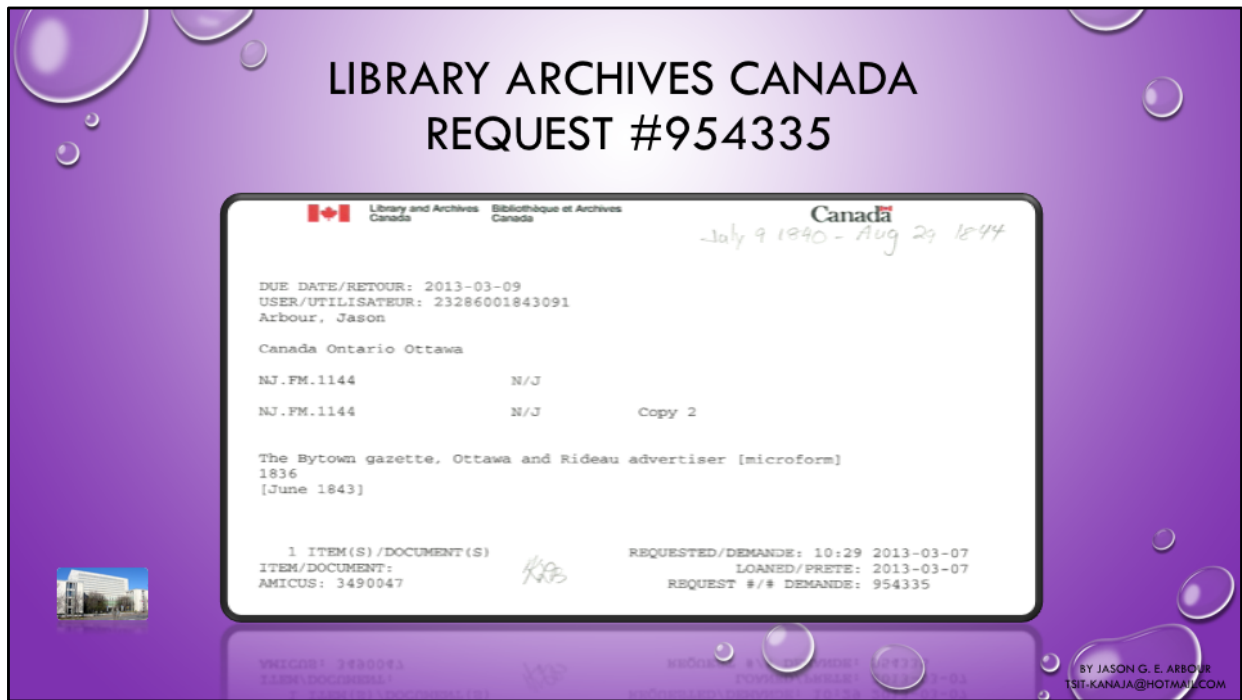 LIBRARY ARCHIVES CANADA
REQUEST #954335
Library and Archives Bibliothèque et Archives
Canada Canada
Canada
July 9 1840 - Aug 29 1844
DUE DATE/RETOUR: 2013-03-09
USER/UTILISATEUR: 23286001843091
Arbour, Jason
Canada Ontario Ottawa
NJ.FM.1144 N/J
NJ.FM.1144 N/J Copy 2
The Bytown gazette, Ottawa and Rideau advertiser [microform]
1836
[June 1843]
1 ITEM(S)/DOCUMENT(S) REQUESTED/DEMANDE: 10:29 2013-03-07
ITEM/DOCUMENT: LOANED/PRETE: 2013-03-07
AMICUS: 3490047 REQUEST #/# DEMANDE: 954335
BY JASON G. E. ARBOUR
TSIT-KANAJA@HOTMAIL.COM